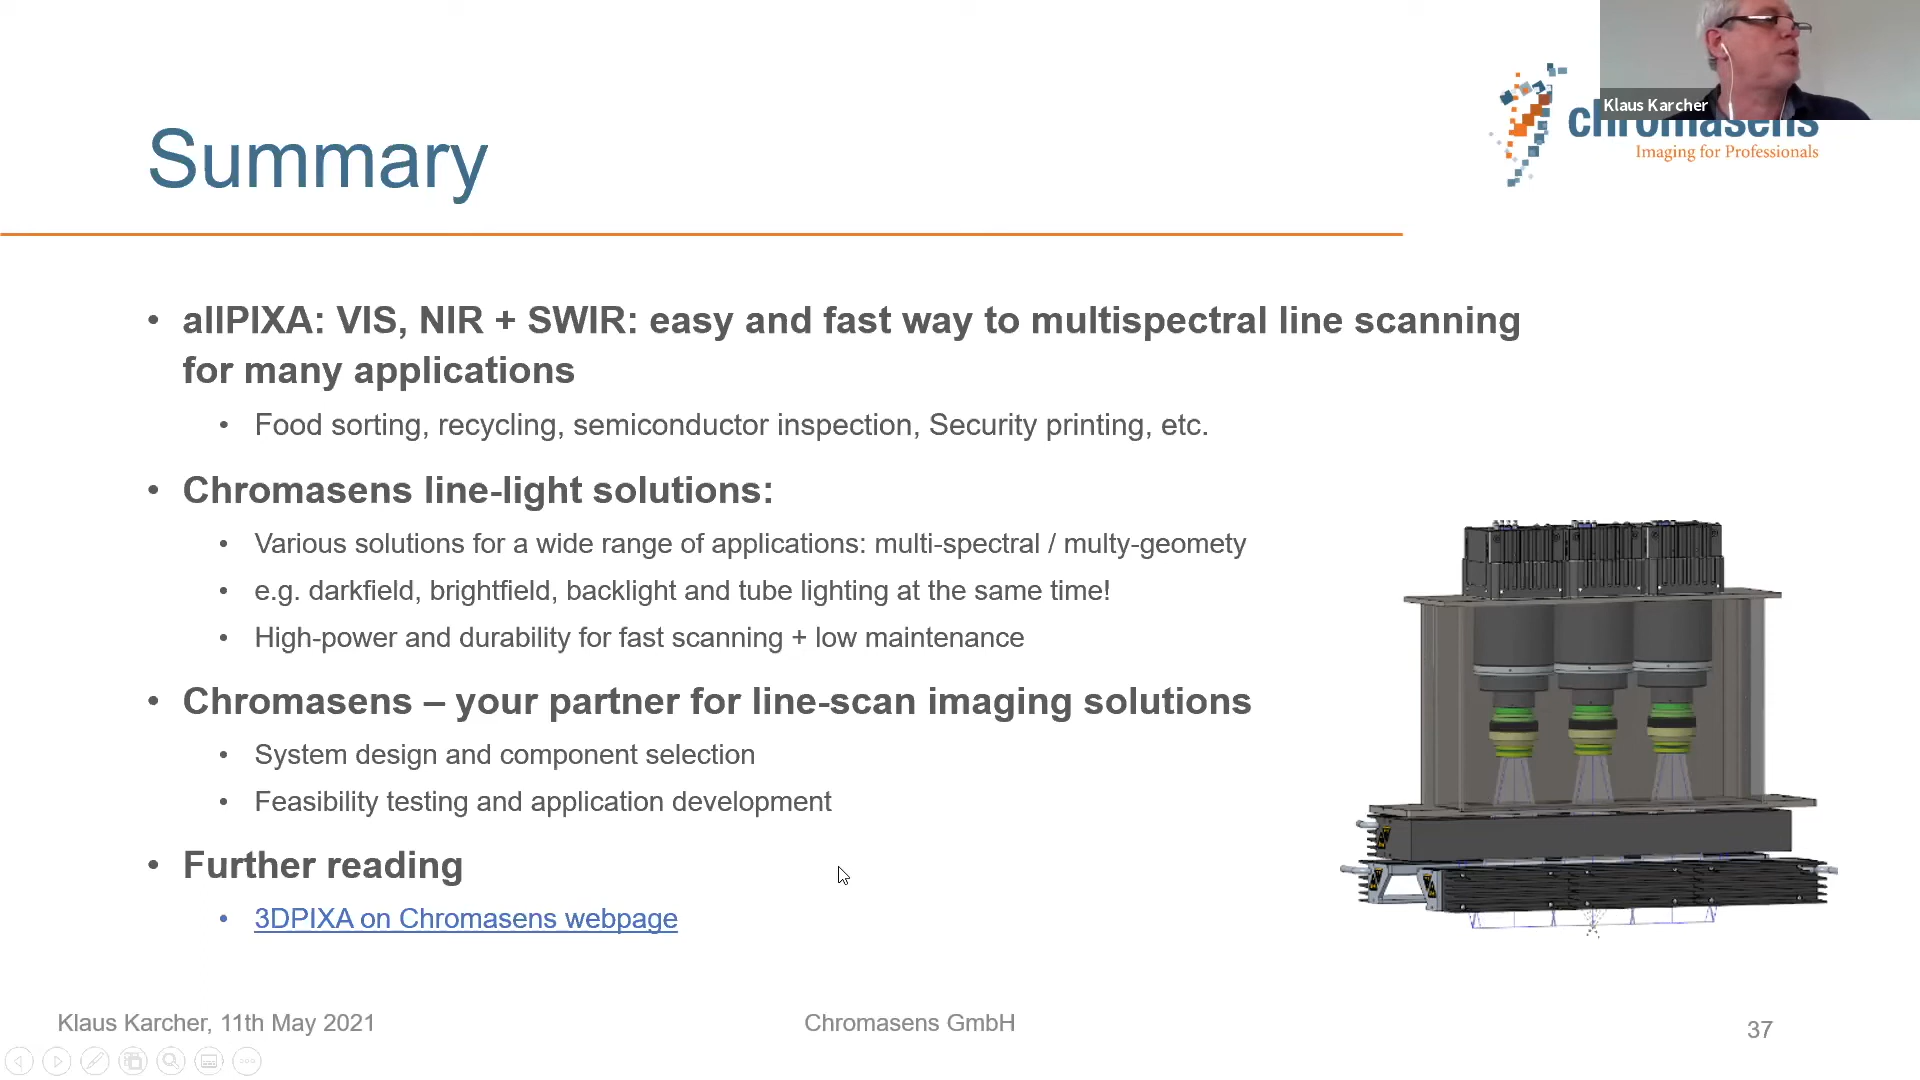 Klaus Karcher
chromasens
Imaging for Professionals
Summary
• allPIXA: VIS, NIR + SWIR: easy and fast way to multispectral line scanning
for many applications
• Food sorting, recycling, semiconductor inspection, Security printing, etc.
• Chromasens line-light solutions:
• Various solutions for a wide range of applications: multi-spectral / multy-geomety
• e.g. darkfield, brightfield, backlight and tube lighting at the same time!
• High-power and durability for fast scanning + low maintenance
• Chromasens – your partner for line-scan imaging solutions
• System design and component selection
• Feasibility testing and application development
• Further reading
• 3DPIXA on Chromasens webpage
Klaus Karcher, 11th May 2021
Chromasens GmbH
37